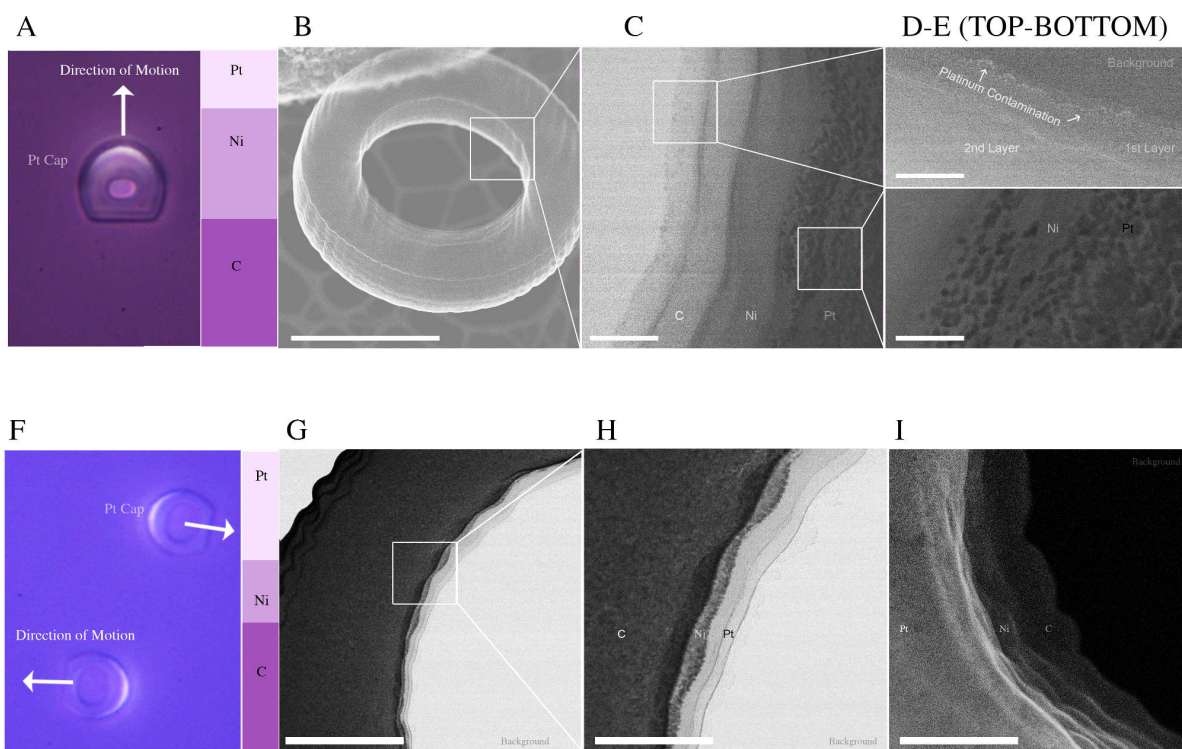 A
B
C
D-E (TOP-BOTTOM)
Direction of Motion
Pt Cap
Pt
Ni
C
C
Ni
Pt
Background
Platinum Contamination
2nd Layer
1st Layer
Ni
Pt
F
G
H
I
Pt Cap
Direction of Motion
Pt
Ni
C
Background
C
Ni
Pt
Background
Background
Pt
Ni
C